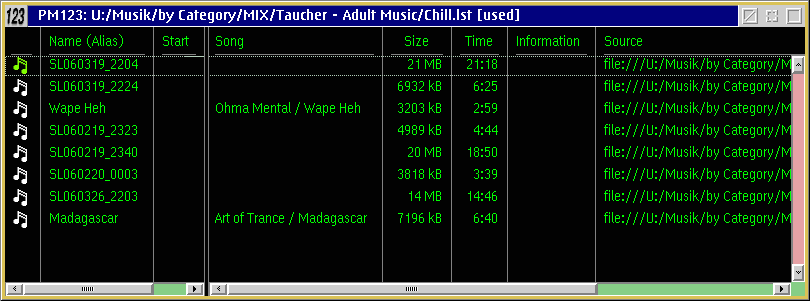 123 PM123: U:/Musik/by Category/MIX/Taucher - Adult Music/Chill.lst [used]
Name (Alias) Start Song Size Time Information Source
SL060319_2204 21 MB 21:18 file:///U:/Musik/by Category/M
SL060319_2224 6932 kB 6:25 file:///U:/Musik/by Category/M
Wape Heh Ohma Mental / Wape Heh 3203 kB 2:59 file:///U:/Musik/by Category/M
SL060219_2323 4989 kB 4:44 file:///U:/Musik/by Category/M
SL060219_2340 20 MB 18:50 file:///U:/Musik/by Category/M
SL060220_0003 3818 kB 3:39 file:///U:/Musik/by Category/M
SL060326_2203 14 MB 14:46 file:///U:/Musik/by Category/M
Madagascar Art of Trance / Madagascar 7196 kB 6:40 file:///U:/Musik/by Category/M